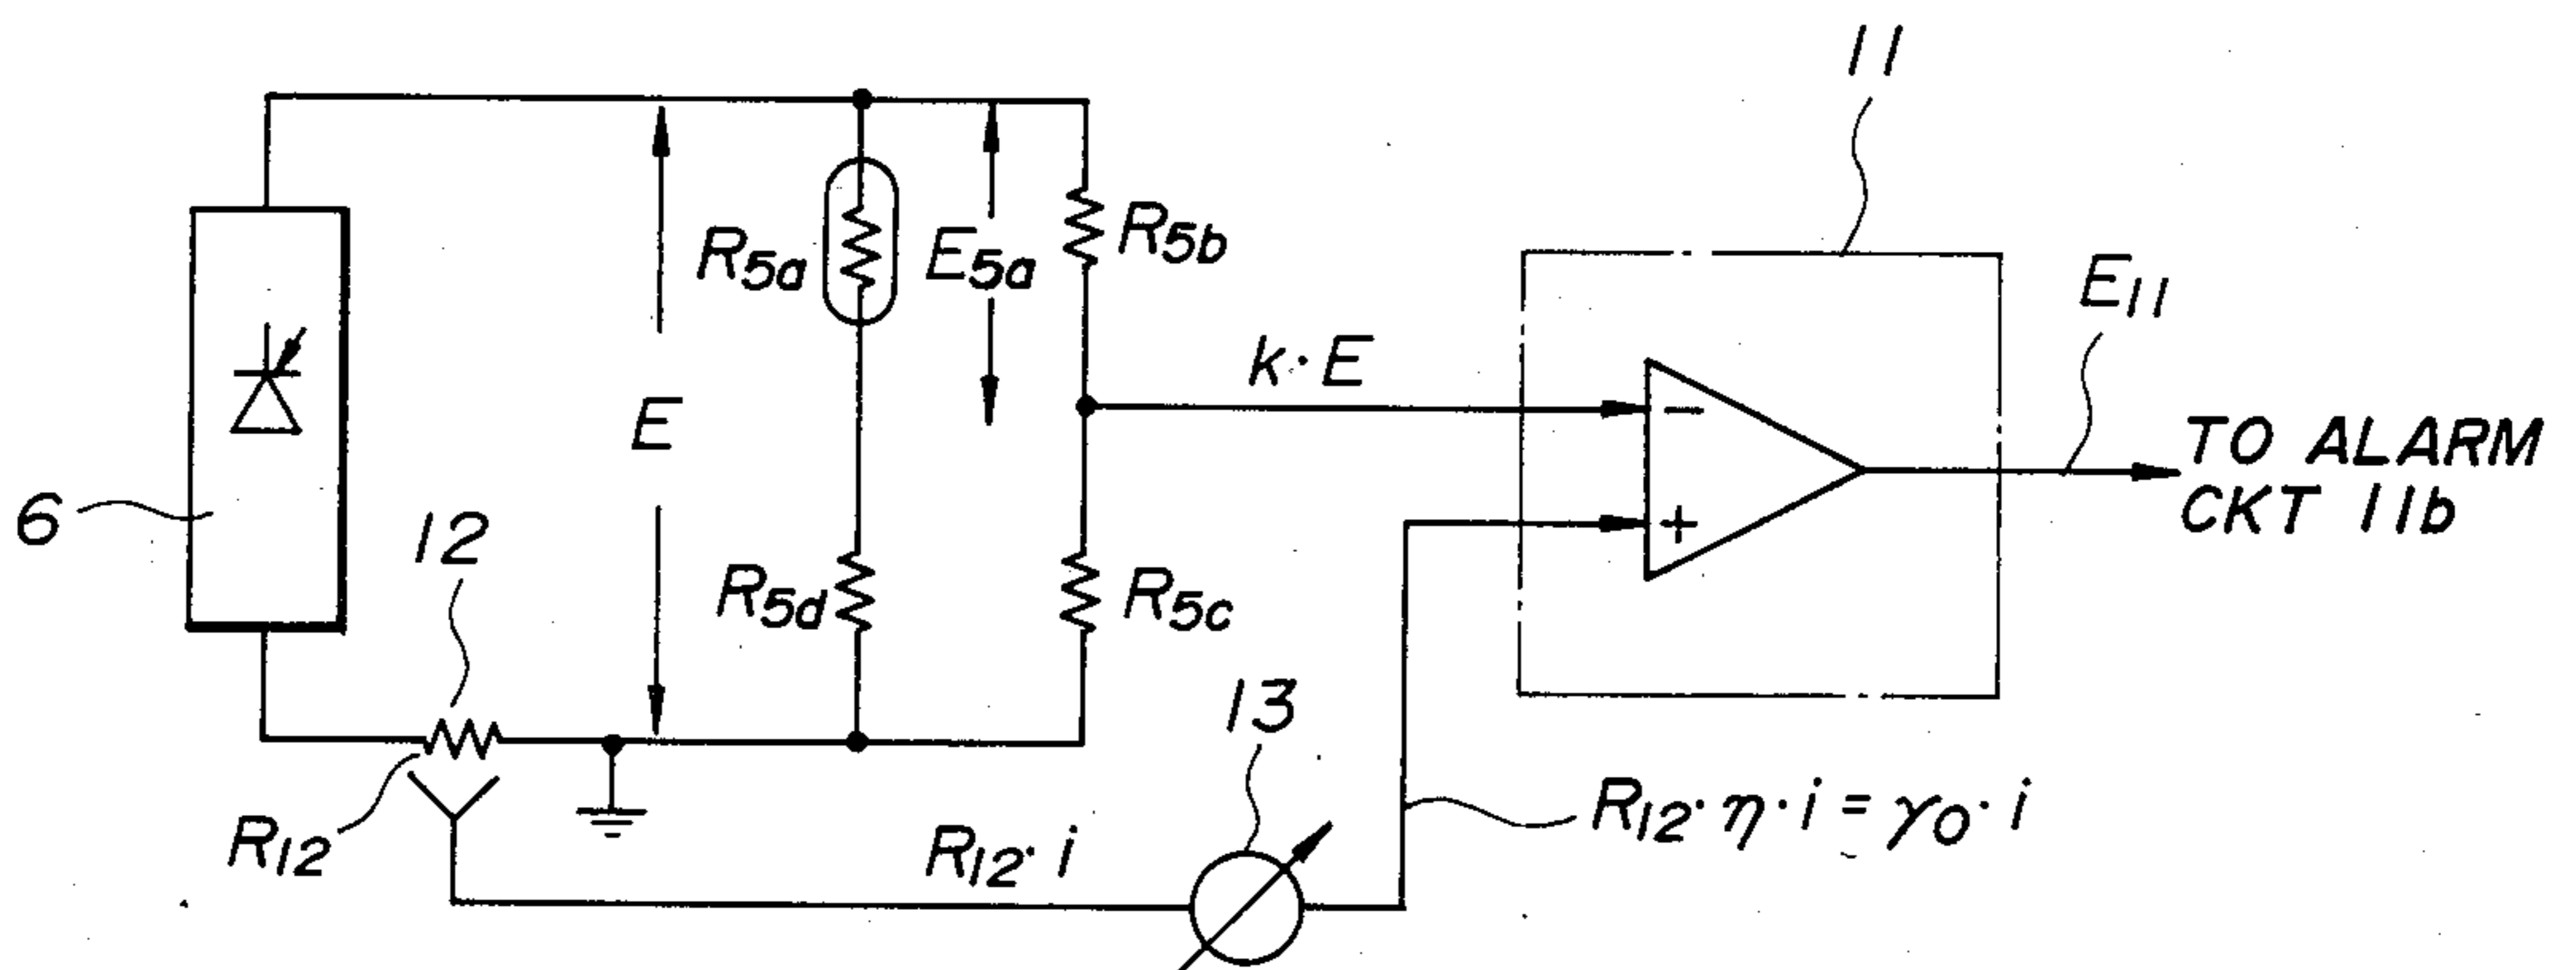 11
E11
R5a
E5a
R5b
k·E
E
−
TO ALARM
CKT 11b
6
12
+
R5d
R5c
13
R12
R12·i
R12·η·i = γ0·i